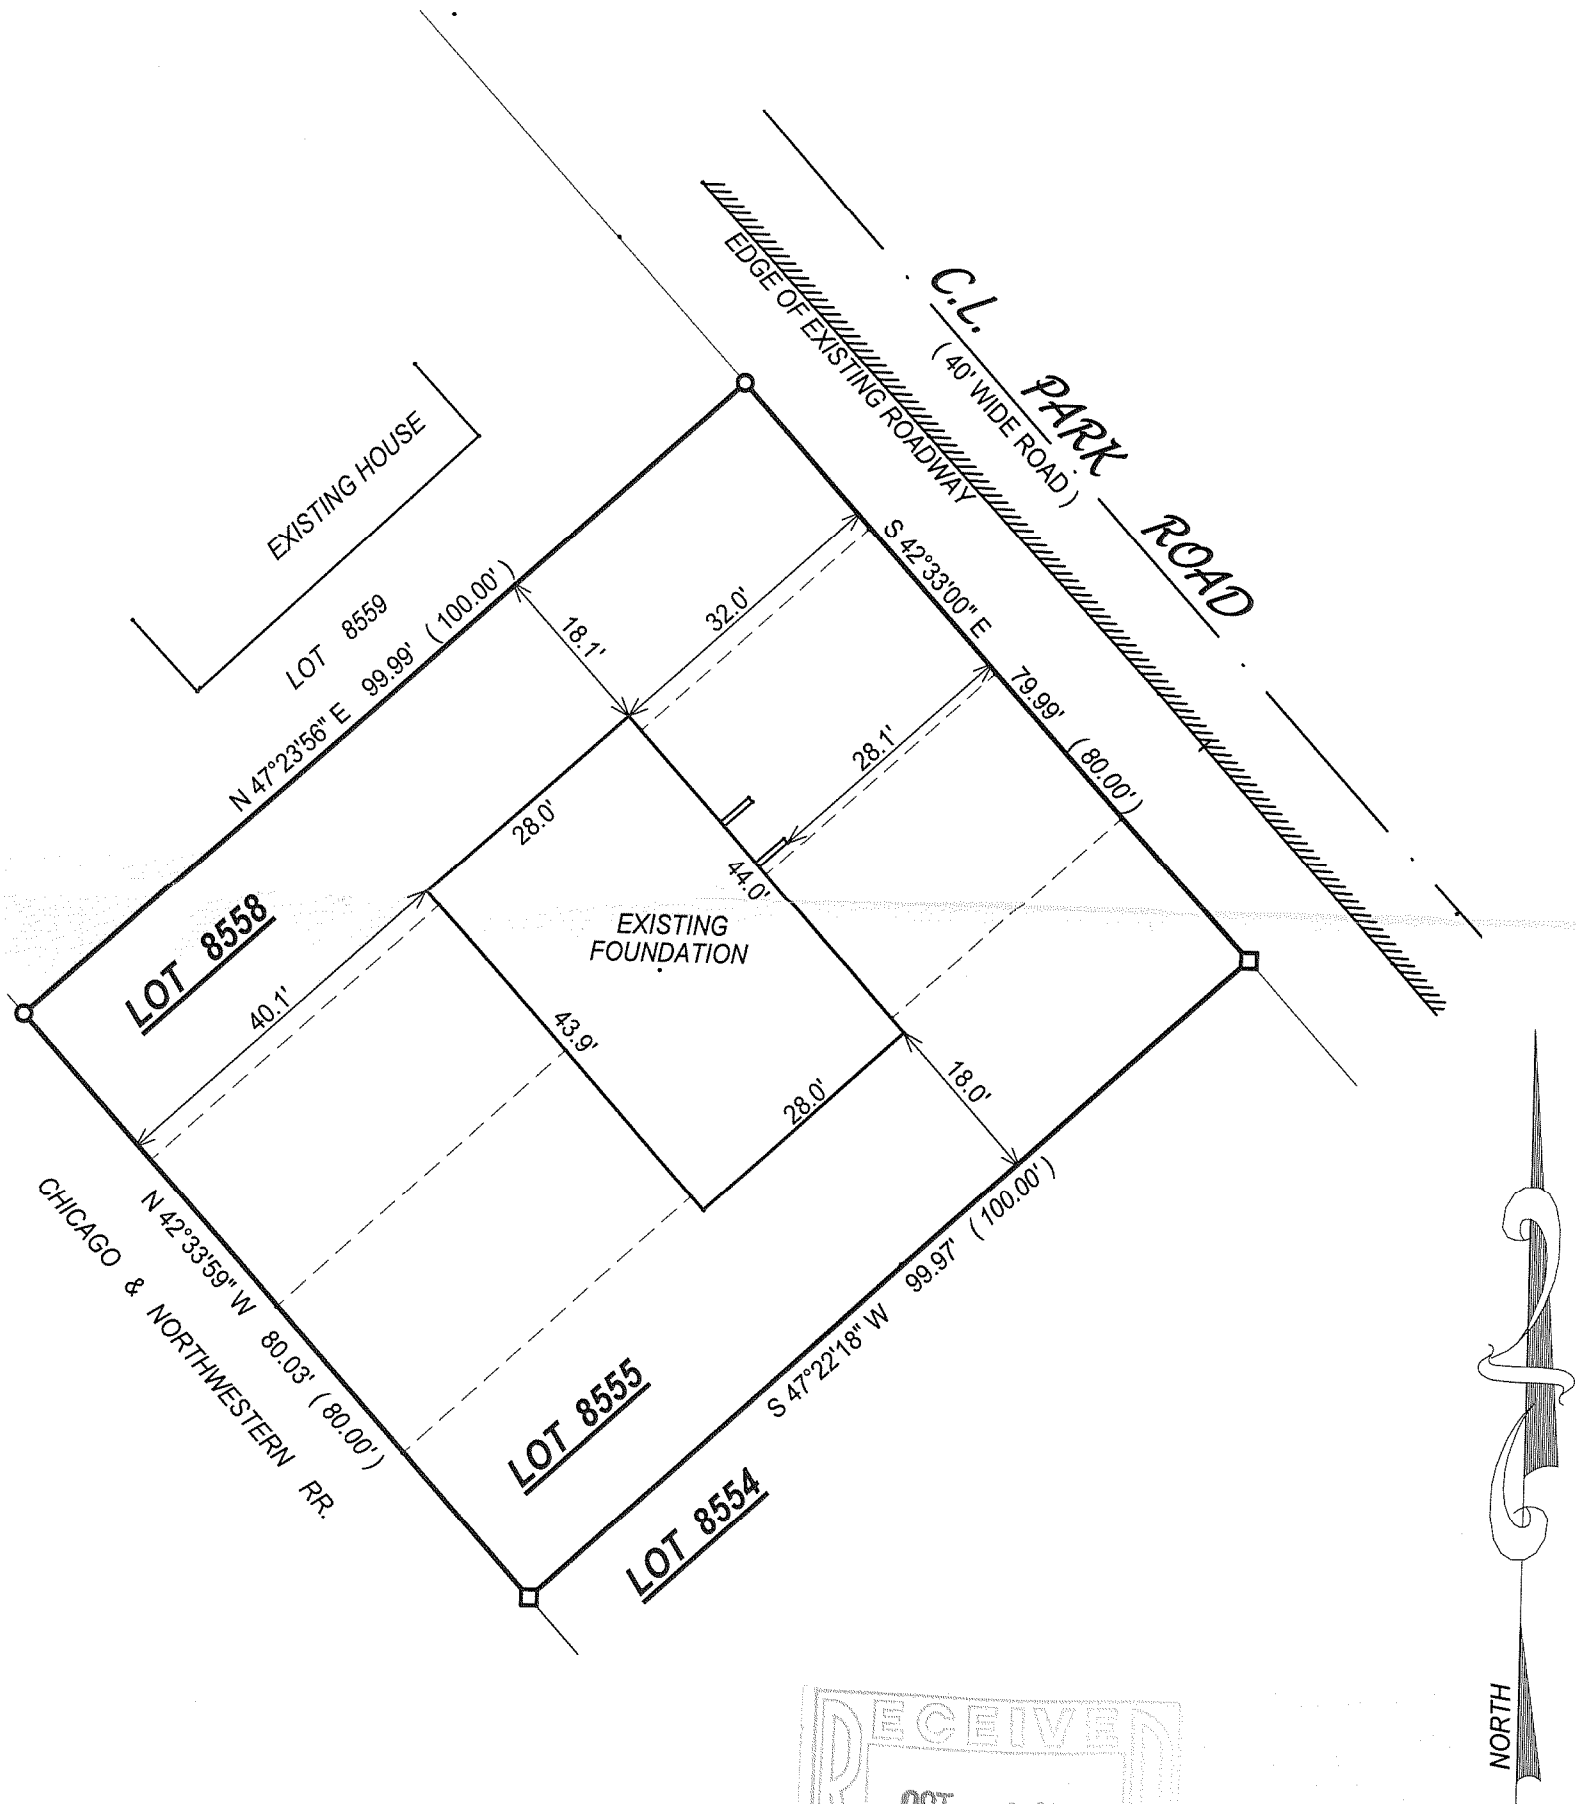 C.L. PARK ROAD
( 40' WIDE ROAD )
EDGE OF EXISTING ROADWAY
EXISTING HOUSE
LOT 8559
N 47°23'56" E 99.99' ( 100.00' )
S 42°33'00" E 79.99' ( 80.00' )
18.1'
32.0'
28.1'
28.0'
44.0'
EXISTING
FOUNDATION
LOT 8558
40.1'
43.9'
28.0'
18.0'
N 42°33'59" W 80.03' ( 80.00' )
CHICAGO & NORTHWESTERN RR.
S 47°22'18" W 99.97' ( 100.00' )
LOT 8555
LOT 8554
NORTH
RECEIVED
OCT